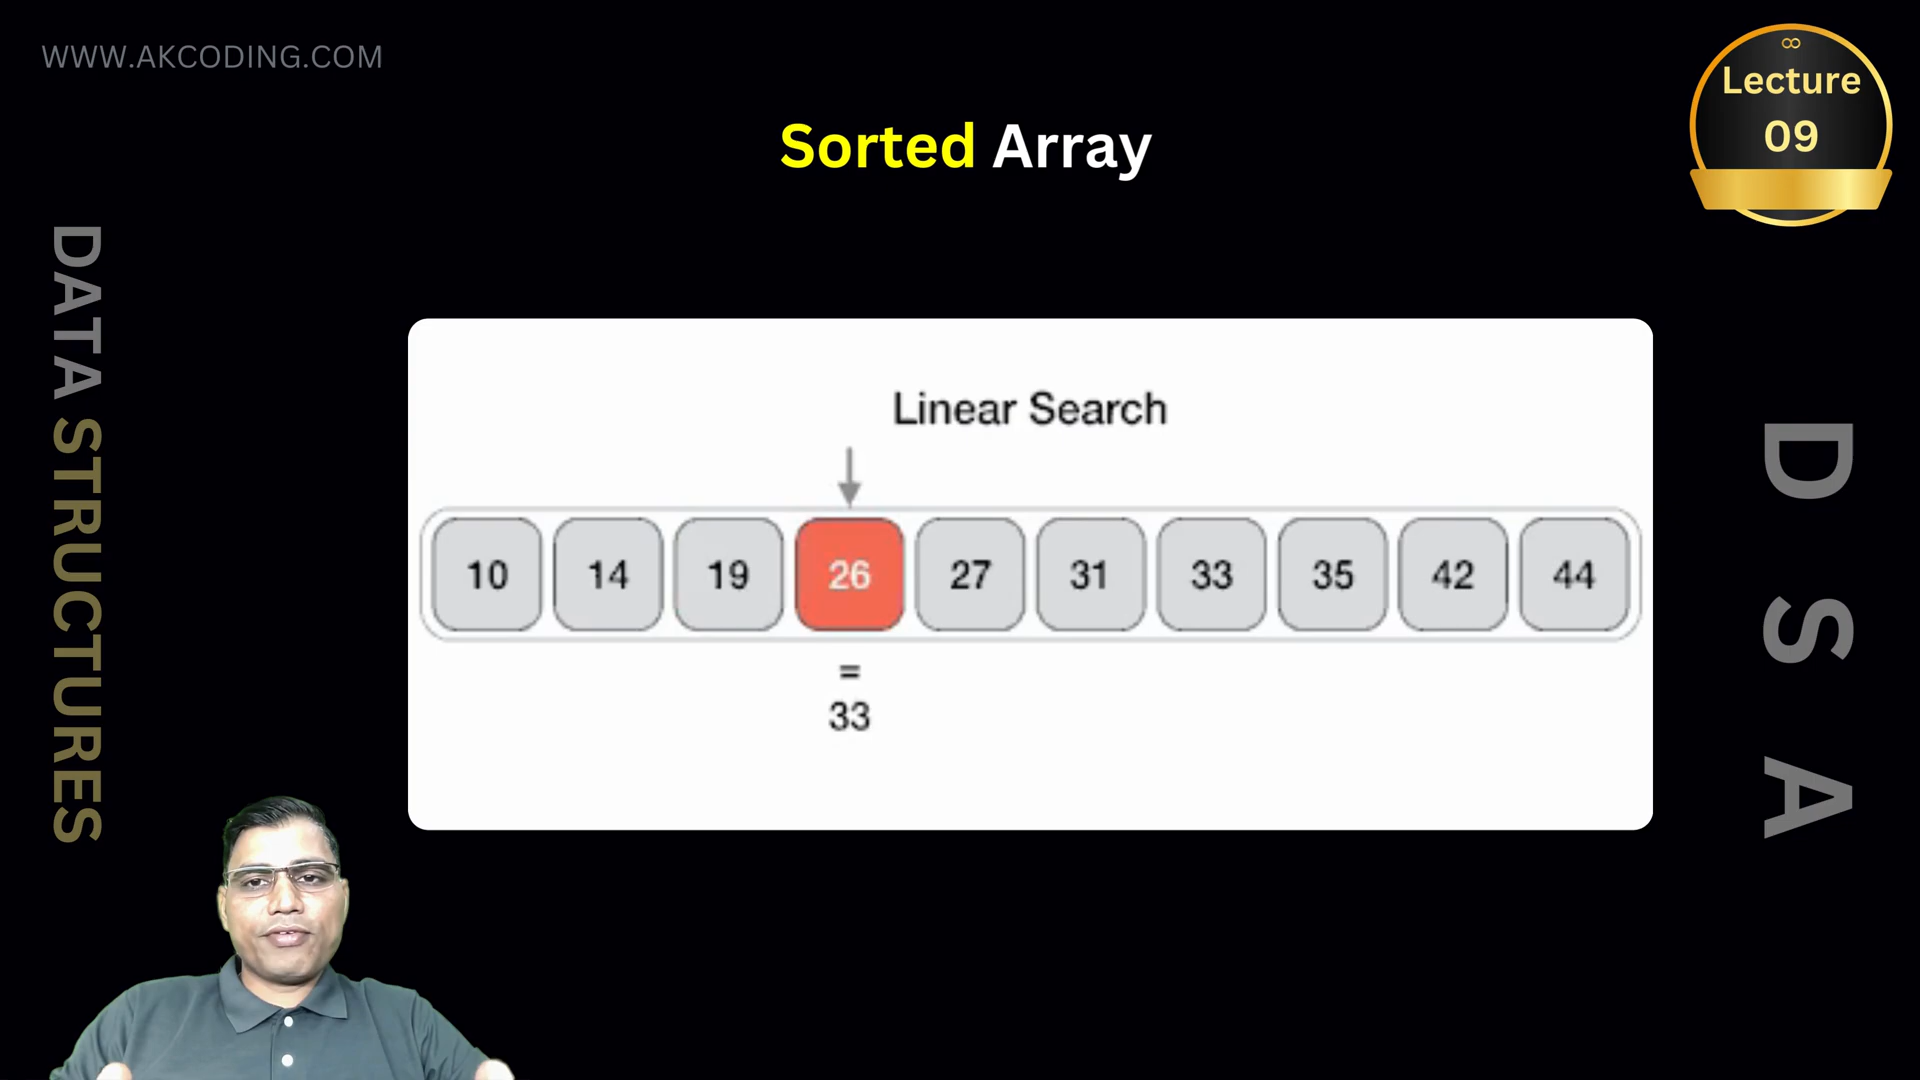 WWW.AKCODING.COM
∞
Lecture
09
Sorted Array
DATA STRUCTURES
D S A
Linear Search
10 14 19 26 27 31 33 35 42 44
=
33